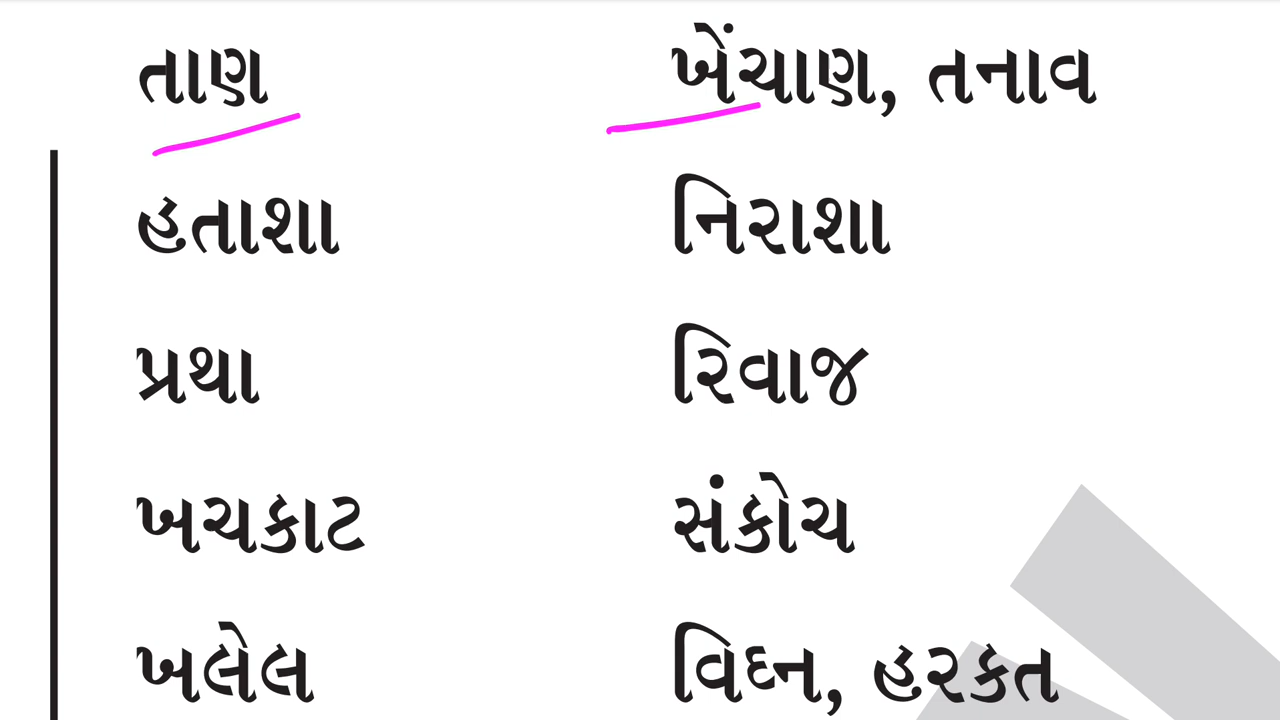 તાણ ખેંચાણ, તનાવ
હતાશા નિરાશા
પ્રથા રિવાજ
ખચકાટ સંકોચ
ખલેલ વિઘ્ન, હરકત